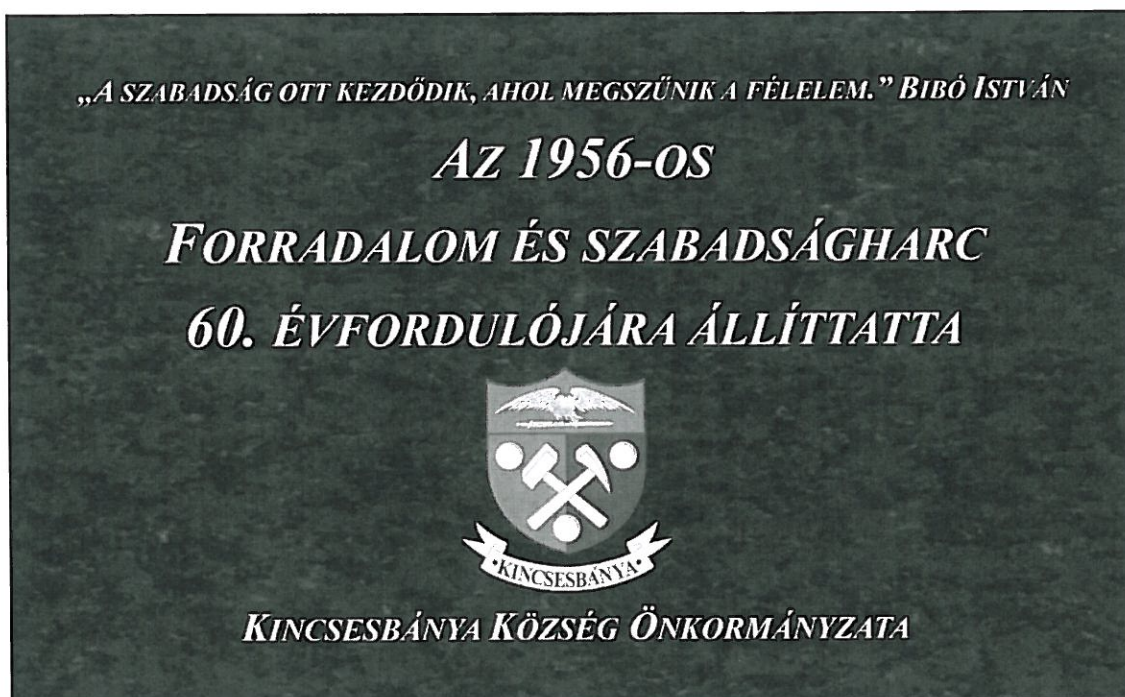 „A SZABADSÁG OTT KEZDŐDIK, AHOL MEGSZŰNIK A FÉLELEM.” BIBÓ ISTVÁN
AZ 1956-OS
FORRADALOM ÉS SZABADSÁGHARC
60. ÉVFORDULÓJÁRA ÁLLÍTTATTA
•KINCSESBÁNYA•
KINCSESBÁNYA KÖZSÉG ÖNKORMÁNYZATA